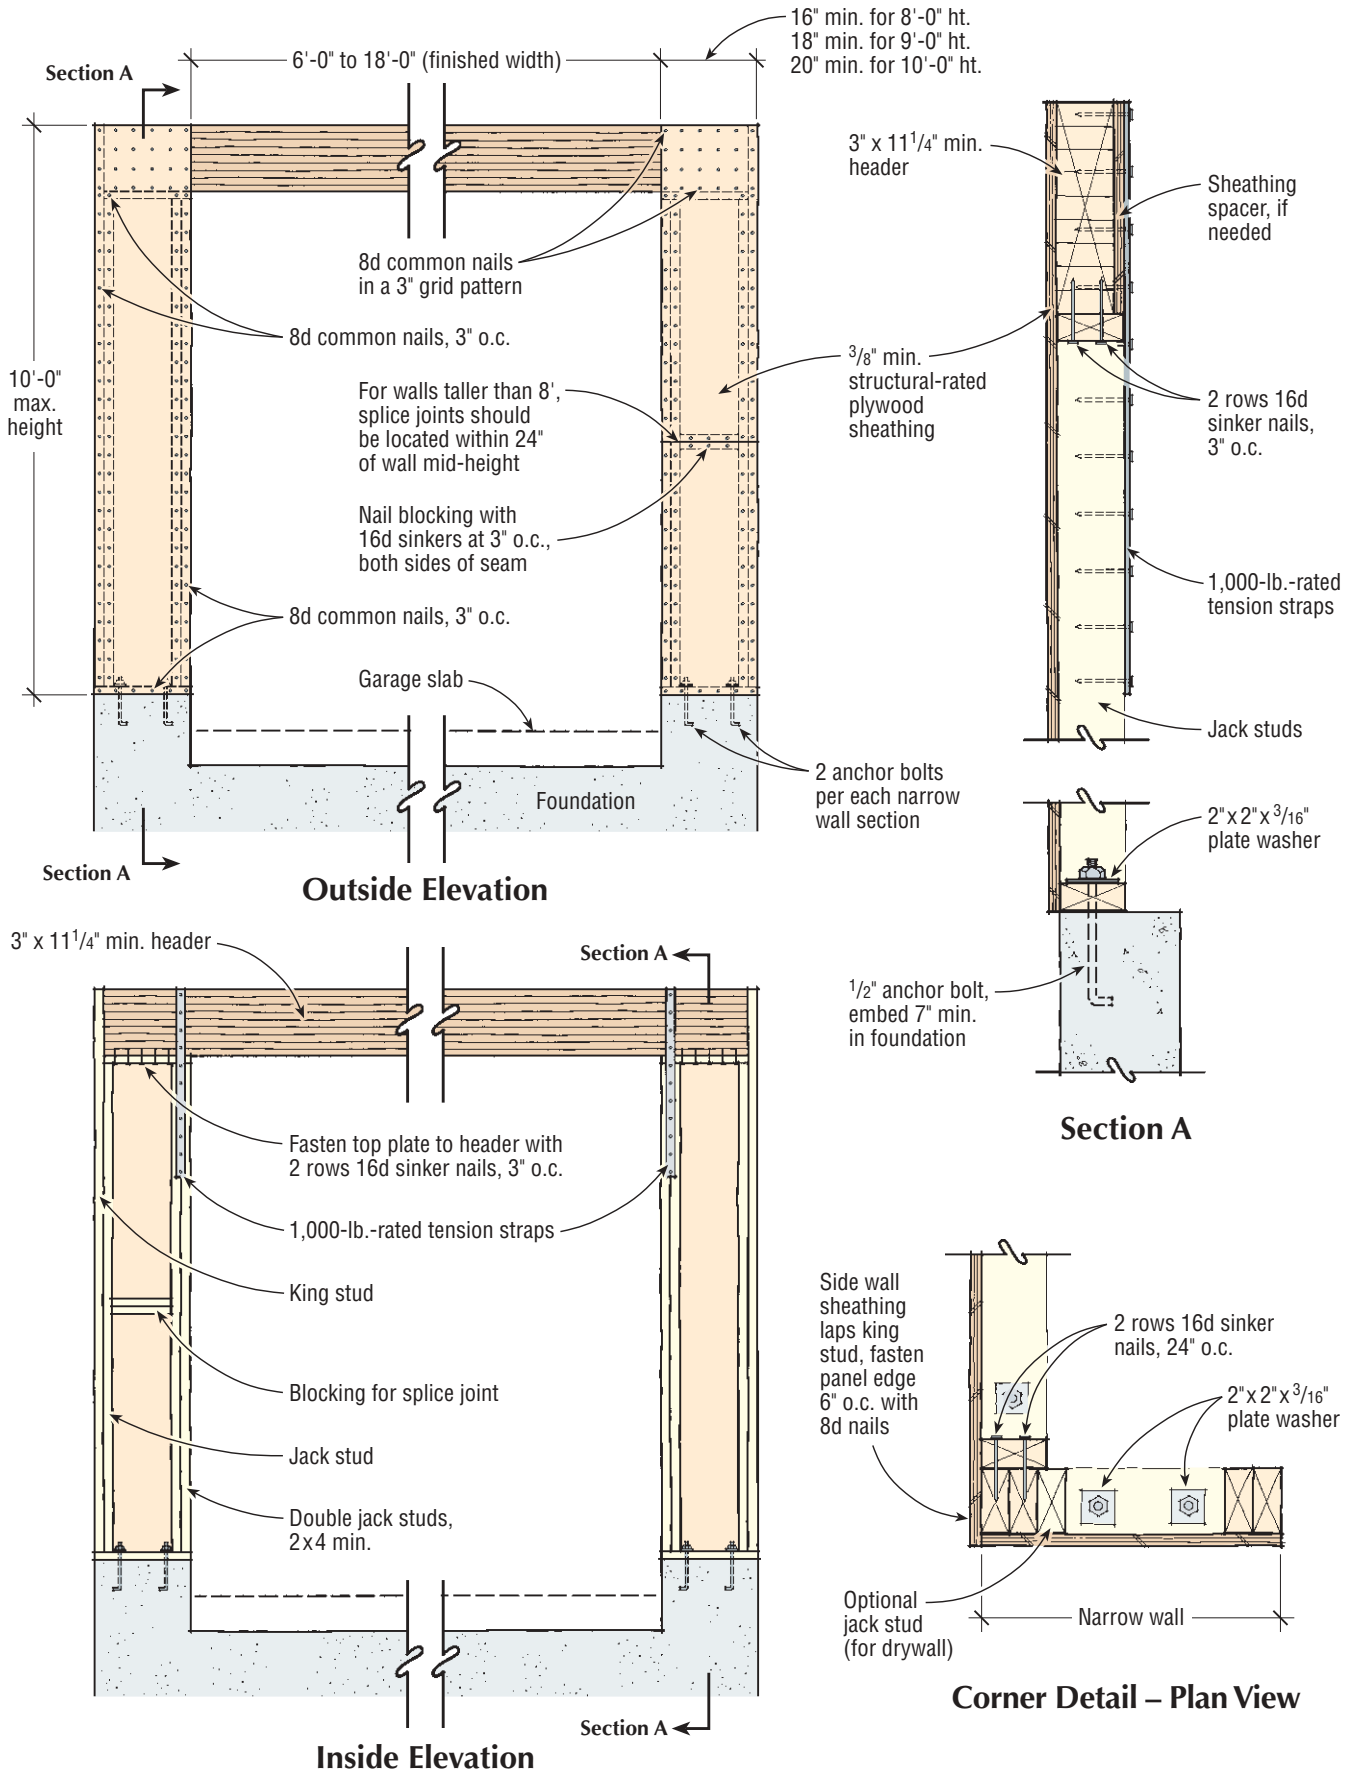 16" min. for 8'-0" ht.
18" min. for 9'-0" ht.
20" min. for 10'-0" ht.
6'-0" to 18'-0" (finished width)
Section A
3" x 11 1/4" min.
header
Sheathing
spacer, if
needed
8d common nails
in a 3" grid pattern
8d common nails, 3" o.c.
10'-0"
max.
height
For walls taller than 8',
splice joints should
be located within 24"
of wall mid-height
3/8" min.
structural-rated
plywood
sheathing
2 rows 16d
sinker nails,
3" o.c.
Nail blocking with
16d sinkers at 3" o.c.,
both sides of seam
1,000-lb.-rated
tension straps
8d common nails, 3" o.c.
Garage slab
Jack studs
2 anchor bolts
per each narrow
wall section
Foundation
2" x 2" x 3/16"
plate washer
Section A
Outside Elevation
3" x 11 1/4" min. header
Section A
1/2" anchor bolt,
embed 7" min.
in foundation
Section A
Fasten top plate to header with
2 rows 16d sinker nails, 3" o.c.
1,000-lb.-rated tension straps
King stud
Blocking for splice joint
Jack stud
Double jack studs,
2x4 min.
Section A
Inside Elevation
Side wall
sheathing
laps king
stud, fasten
panel edge
6" o.c. with
8d nails
2 rows 16d sinker
nails, 24" o.c.
2" x 2" x 3/16"
plate washer
Optional
jack stud
(for drywall)
Narrow wall
Corner Detail – Plan View